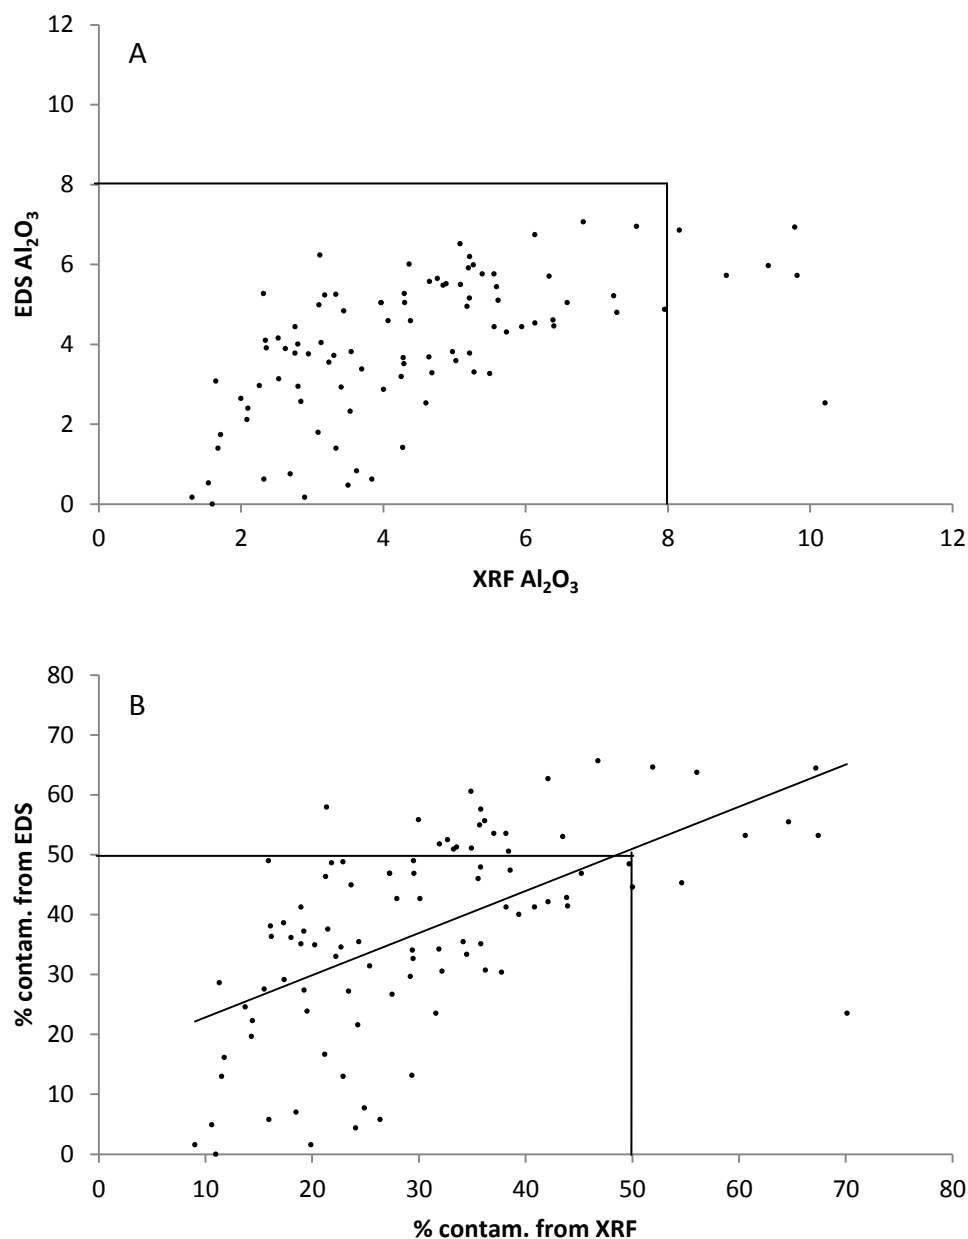 A
12
10
8
6
4
2
0
EDS Al₂O₃
0 2 4 6 8 10 12
XRF Al₂O₃
B
80
70
60
50
40
30
20
10
0
% contam. from EDS
0 10 20 30 40 50 60 70 80
% contam. from XRF